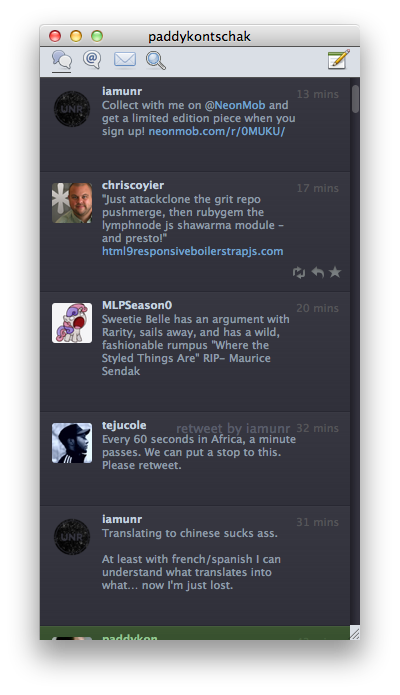 paddykontschak
iamunr
13 mins
Collect with me on @NeonMob and
get a limited edition piece when you
sign up! neonmob.com/r/0MUKU/
UNR
chriscoyier
17 mins
"Just attackclone the grit repo
pushmerge, then rubygem the
lymphnode js shawarma module –
and presto!"
html9responsiveboilerstrapjs.com
MLPSeason0
20 mins
Sweetie Belle has an argument with
Rarity, sails away, and has a wild,
fashionable rumpus "Where the
Styled Things Are" RIP- Maurice
Sendak
tejucole
retweet by iamunr
32 mins
Every 60 seconds in Africa, a minute
passes. We can put a stop to this.
Please retweet.
iamunr
31 mins
UNR
Translating to chinese sucks ass.
At least with french/spanish I can
understand what translates into
what... now I'm just lost.
paddykon